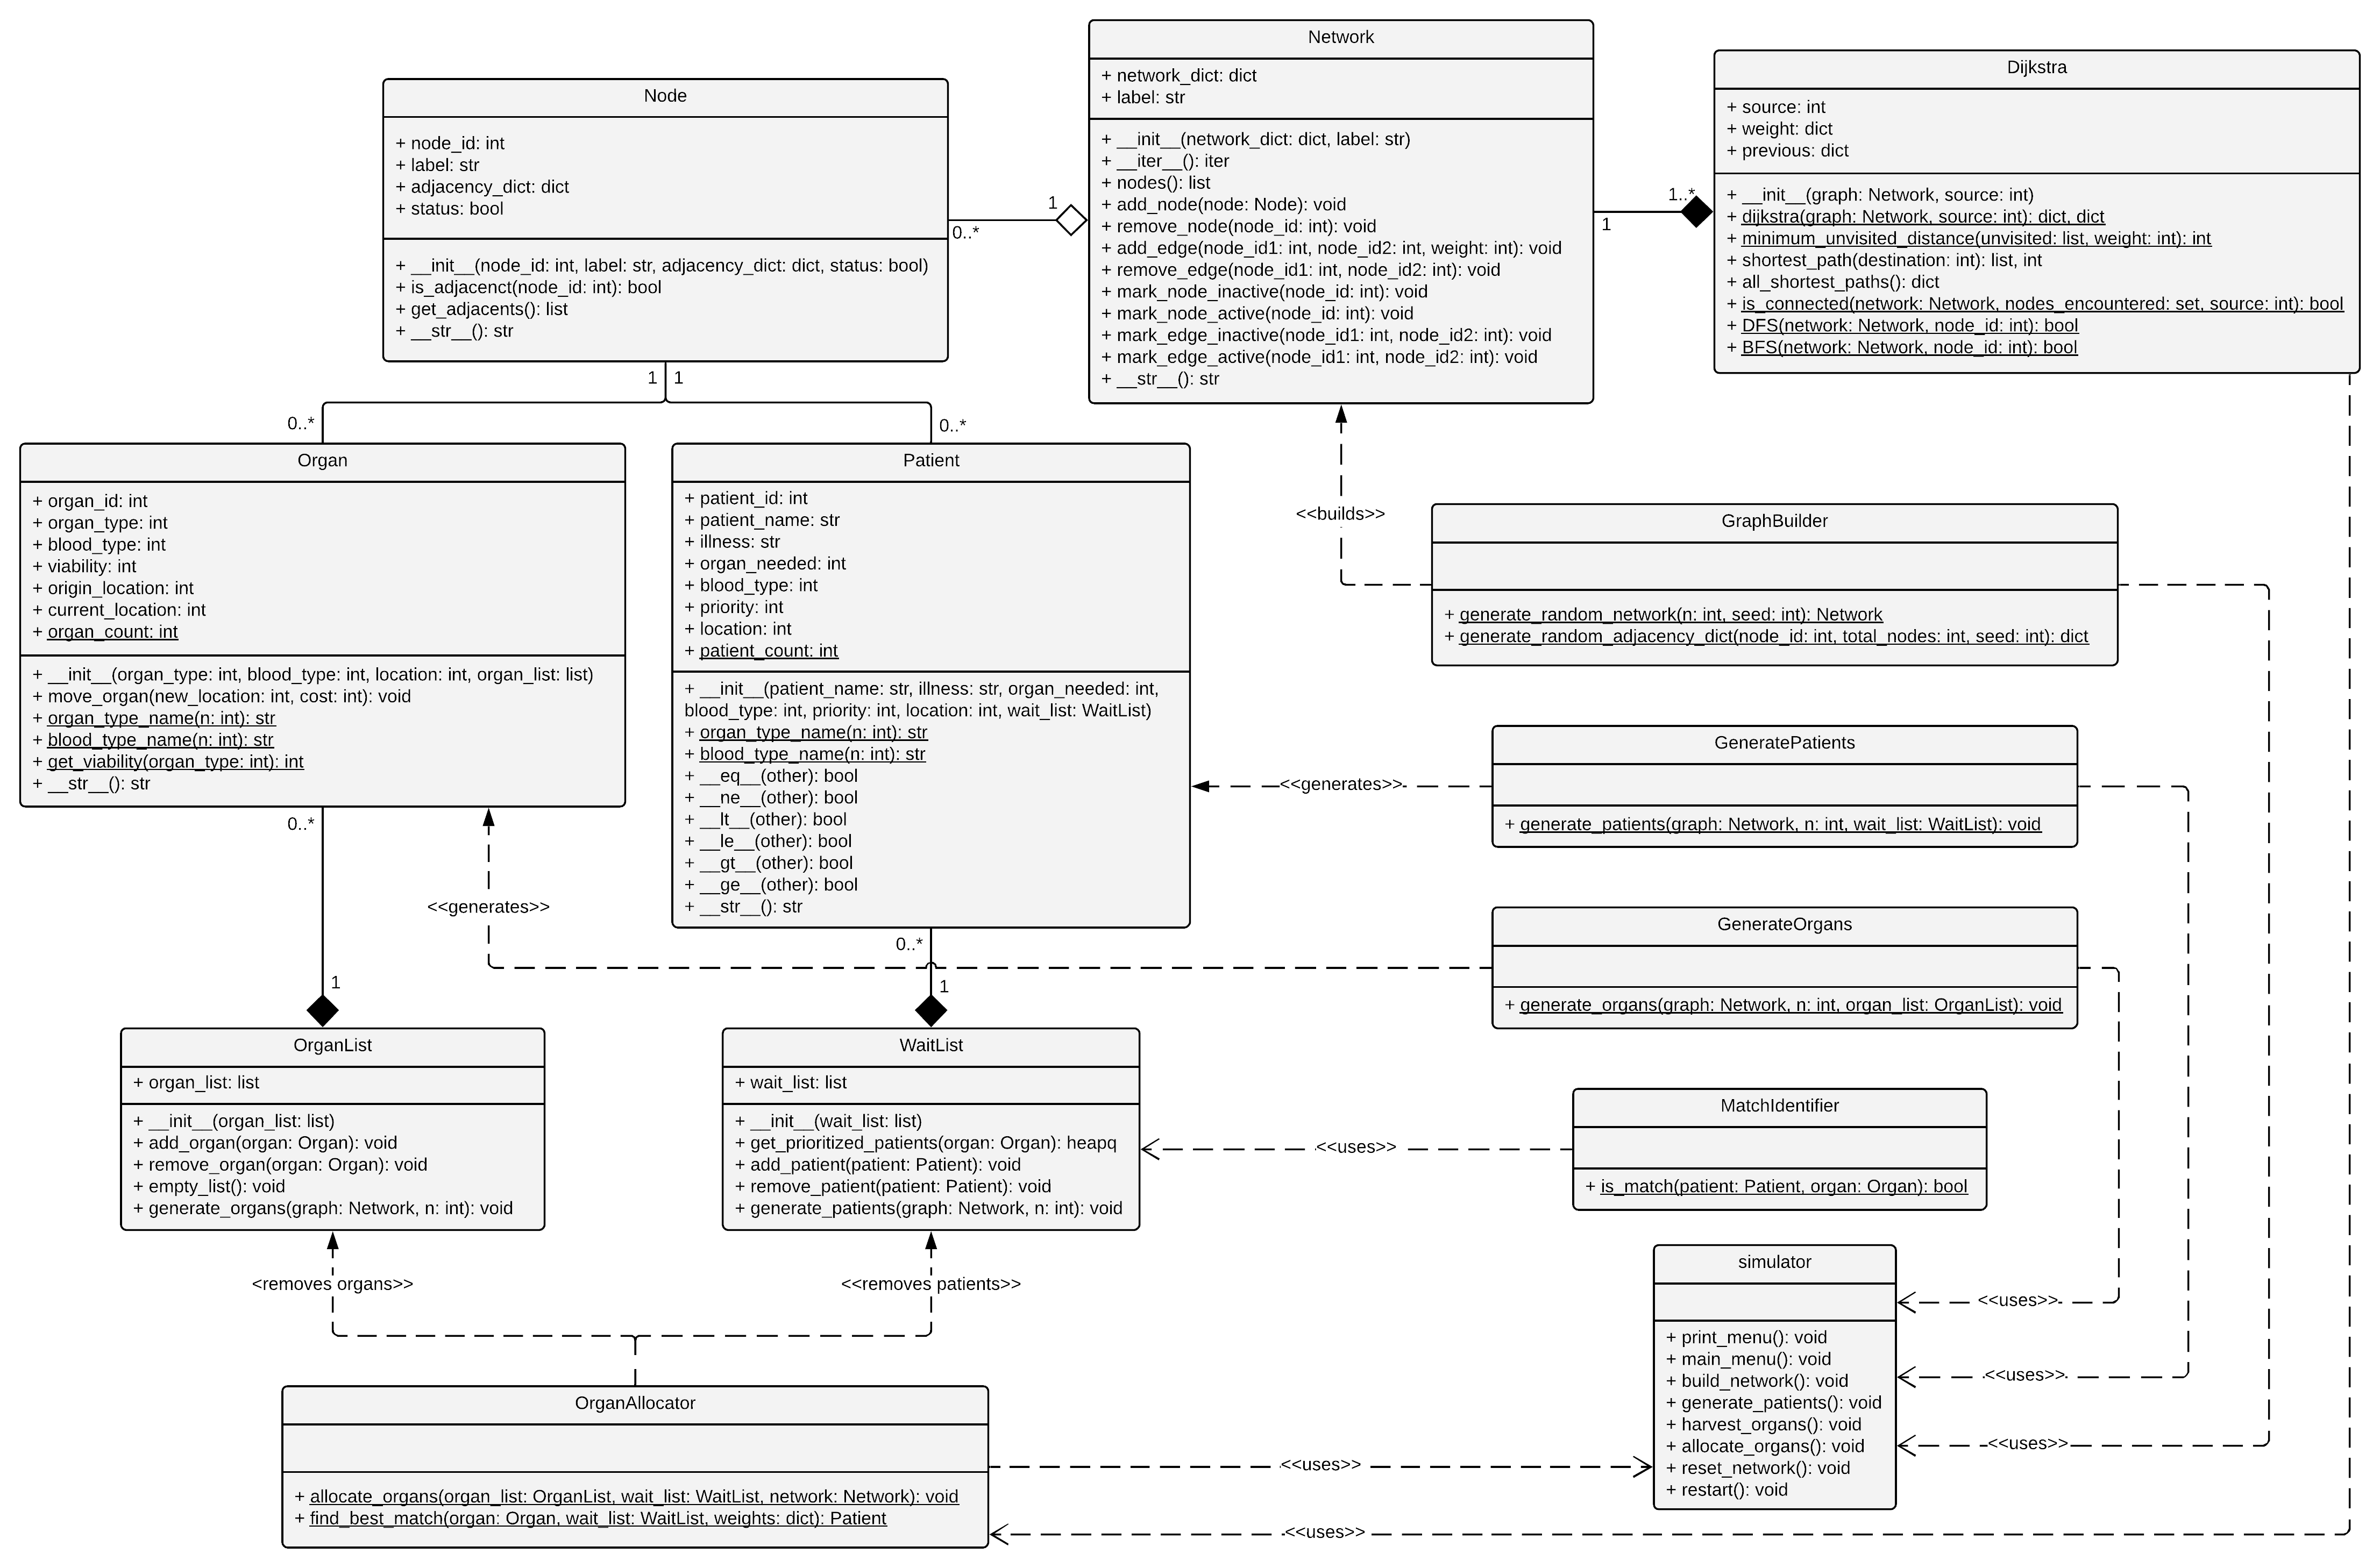 Node
+ node_id: int
+ label: str
+ adjacency_dict: dict
+ status: bool
+ __init__(node_id: int, label: str, adjacency_dict: dict, status: bool)
+ is_adjacenct(node_id: int): bool
+ get_adjacents(): list
+ __str__(): str
1
0..*
Network
+ network_dict: dict
+ label: str
+ __init__(network_dict: dict, label: str)
+ __iter__(): iter
+ nodes(): list
+ add_node(node: Node): void
+ remove_node(node_id: int): void
+ add_edge(node_id1: int, node_id2: int, weight: int): void
+ remove_edge(node_id1: int, node_id2: int): void
+ mark_node_inactive(node_id: int): void
+ mark_node_active(node_id: int): void
+ mark_edge_inactive(node_id1: int, node_id2: int): void
+ mark_edge_active(node_id1: int, node_id2: int): void
+ __str__(): str
1..*
1
Dijkstra
+ source: int
+ weight: dict
+ previous: dict
+ __init__(graph: Network, source: int)
+ dijkstra(graph: Network, source: int): dict, dict
+ minimum_unvisited_distance(unvisited: list, weight: int): int
+ shortest_path(destination: int): list, int
+ all_shortest_paths(): dict
+ is_connected(network: Network, nodes_encountered: set, source: int): bool
+ DFS(network: Network, node_id: int): bool
+ BFS(network: Network, node_id: int): bool
1
1
0..*
0..*
Organ
+ organ_id: int
+ organ_type: int
+ blood_type: int
+ viability: int
+ origin_location: int
+ current_location: int
+ organ_count: int
+ __init__(organ_type: int, blood_type: int, location: int, organ_list: list)
+ move_organ(new_location: int, cost: int): void
+ organ_type_name(n: int): str
+ blood_type_name(n: int): str
+ get_viability(organ_type: int): int
+ __str__(): str
Patient
+ patient_id: int
+ patient_name: str
+ illness: str
+ organ_needed: int
+ blood_type: int
+ priority: int
+ location: int
+ patient_count: int
+ __init__(patient_name: str, illness: str, organ_needed: int,
blood_type: int, priority: int, location: int, wait_list: WaitList)
+ organ_type_name(n: int): str
+ blood_type_name(n: int): str
+ __eq__(other): bool
+ __ne__(other): bool
+ __lt__(other): bool
+ __le__(other): bool
+ __gt__(other): bool
+ __ge__(other): bool
+ __str__(): str
<<builds>>
GraphBuilder
+ generate_random_network(n: int, seed: int): Network
+ generate_random_adjacency_dict(node_id: int, total_nodes: int, seed: int): dict
<<generates>>
GeneratePatients
+ generate_patients(graph: Network, n: int, wait_list: WaitList): void
<<generates>>
GenerateOrgans
+ generate_organs(graph: Network, n: int, organ_list: OrganList): void
0..*
1
0..*
1
OrganList
+ organ_list: list
+ __init__(organ_list: list)
+ add_organ(organ: Organ): void
+ remove_organ(organ: Organ): void
+ empty_list(): void
+ generate_organs(graph: Network, n: int): void
WaitList
+ wait_list: list
+ __init__(wait_list: list)
+ get_prioritized_patients(organ: Organ): heapq
+ add_patient(patient: Patient): void
+ remove_patient(patient: Patient): void
+ generate_patients(graph: Network, n: int): void
<<uses>>
MatchIdentifier
+ is_match(patient: Patient, organ: Organ): bool
<removes organs>>
<<removes patients>>
simulator
+ print_menu(): void
+ main_menu(): void
+ build_network(): void
+ generate_patients(): void
+ harvest_organs(): void
+ allocate_organs(): void
+ reset_network(): void
+ restart(): void
<<uses>>
<<uses>>
<<uses>>
OrganAllocator
+ allocate_organs(organ_list: OrganList, wait_list: WaitList, network: Network): void
+ find_best_match(organ: Organ, wait_list: WaitList, weights: dict): Patient
<<uses>>
<<uses>>